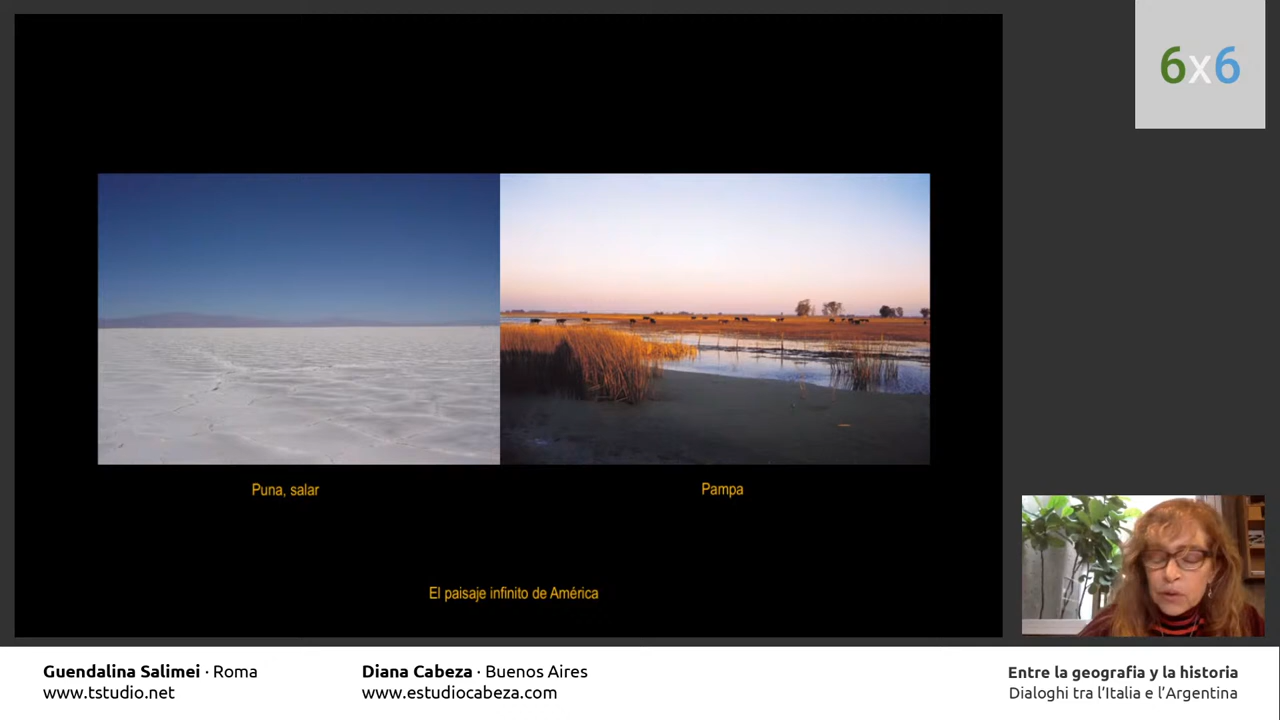 6x6
Puna, salar
Pampa
El paisaje infinito de América
Guendalina Salimei · Roma
www.tstudio.net
Diana Cabeza · Buenos Aires
www.estudiocabeza.com
Entre la geografia y la historia
Dialoghi tra l'Italia e l'Argentina